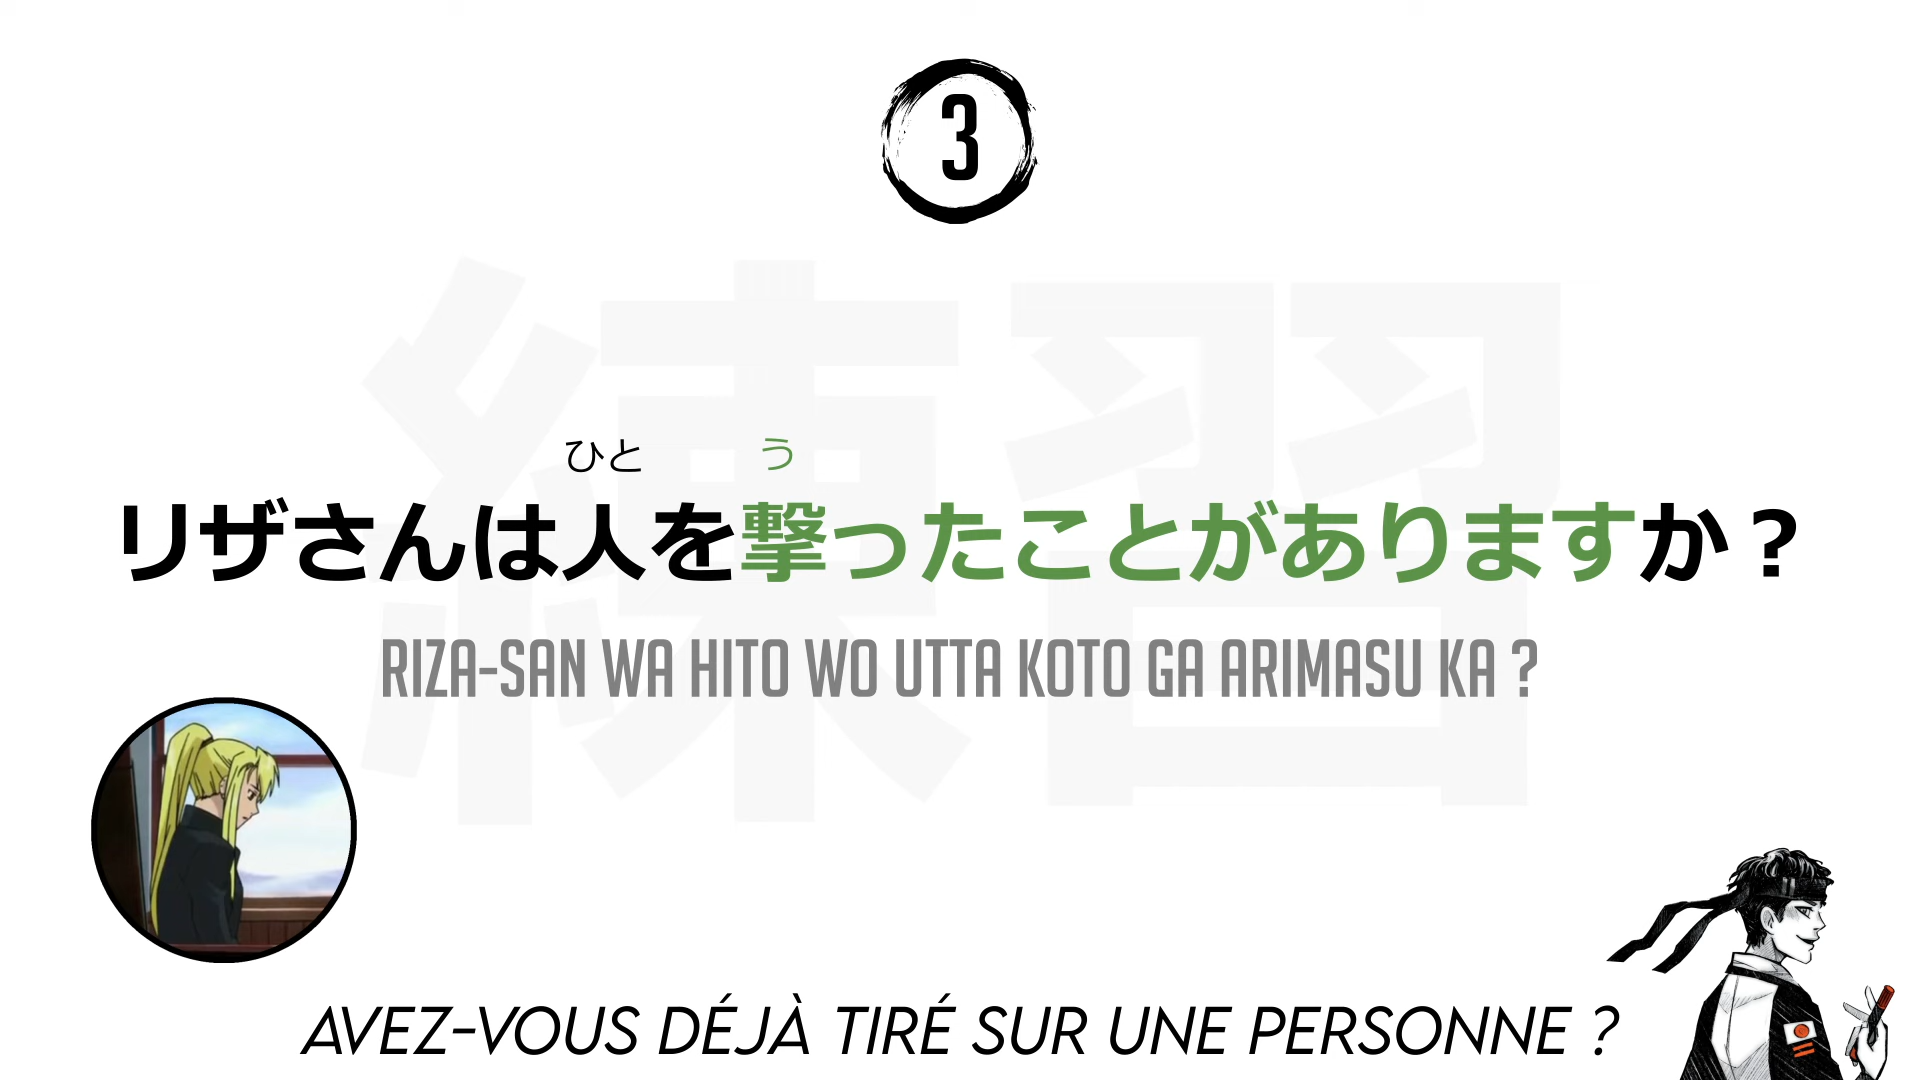 3
練習
ひと う
リザさんは人を撃ったことがありますか？
RIZA-SAN WA HITO WO UTTA KOTO GA ARIMASU KA ?
AVEZ-VOUS DÉJÀ TIRÉ SUR UNE PERSONNE ?